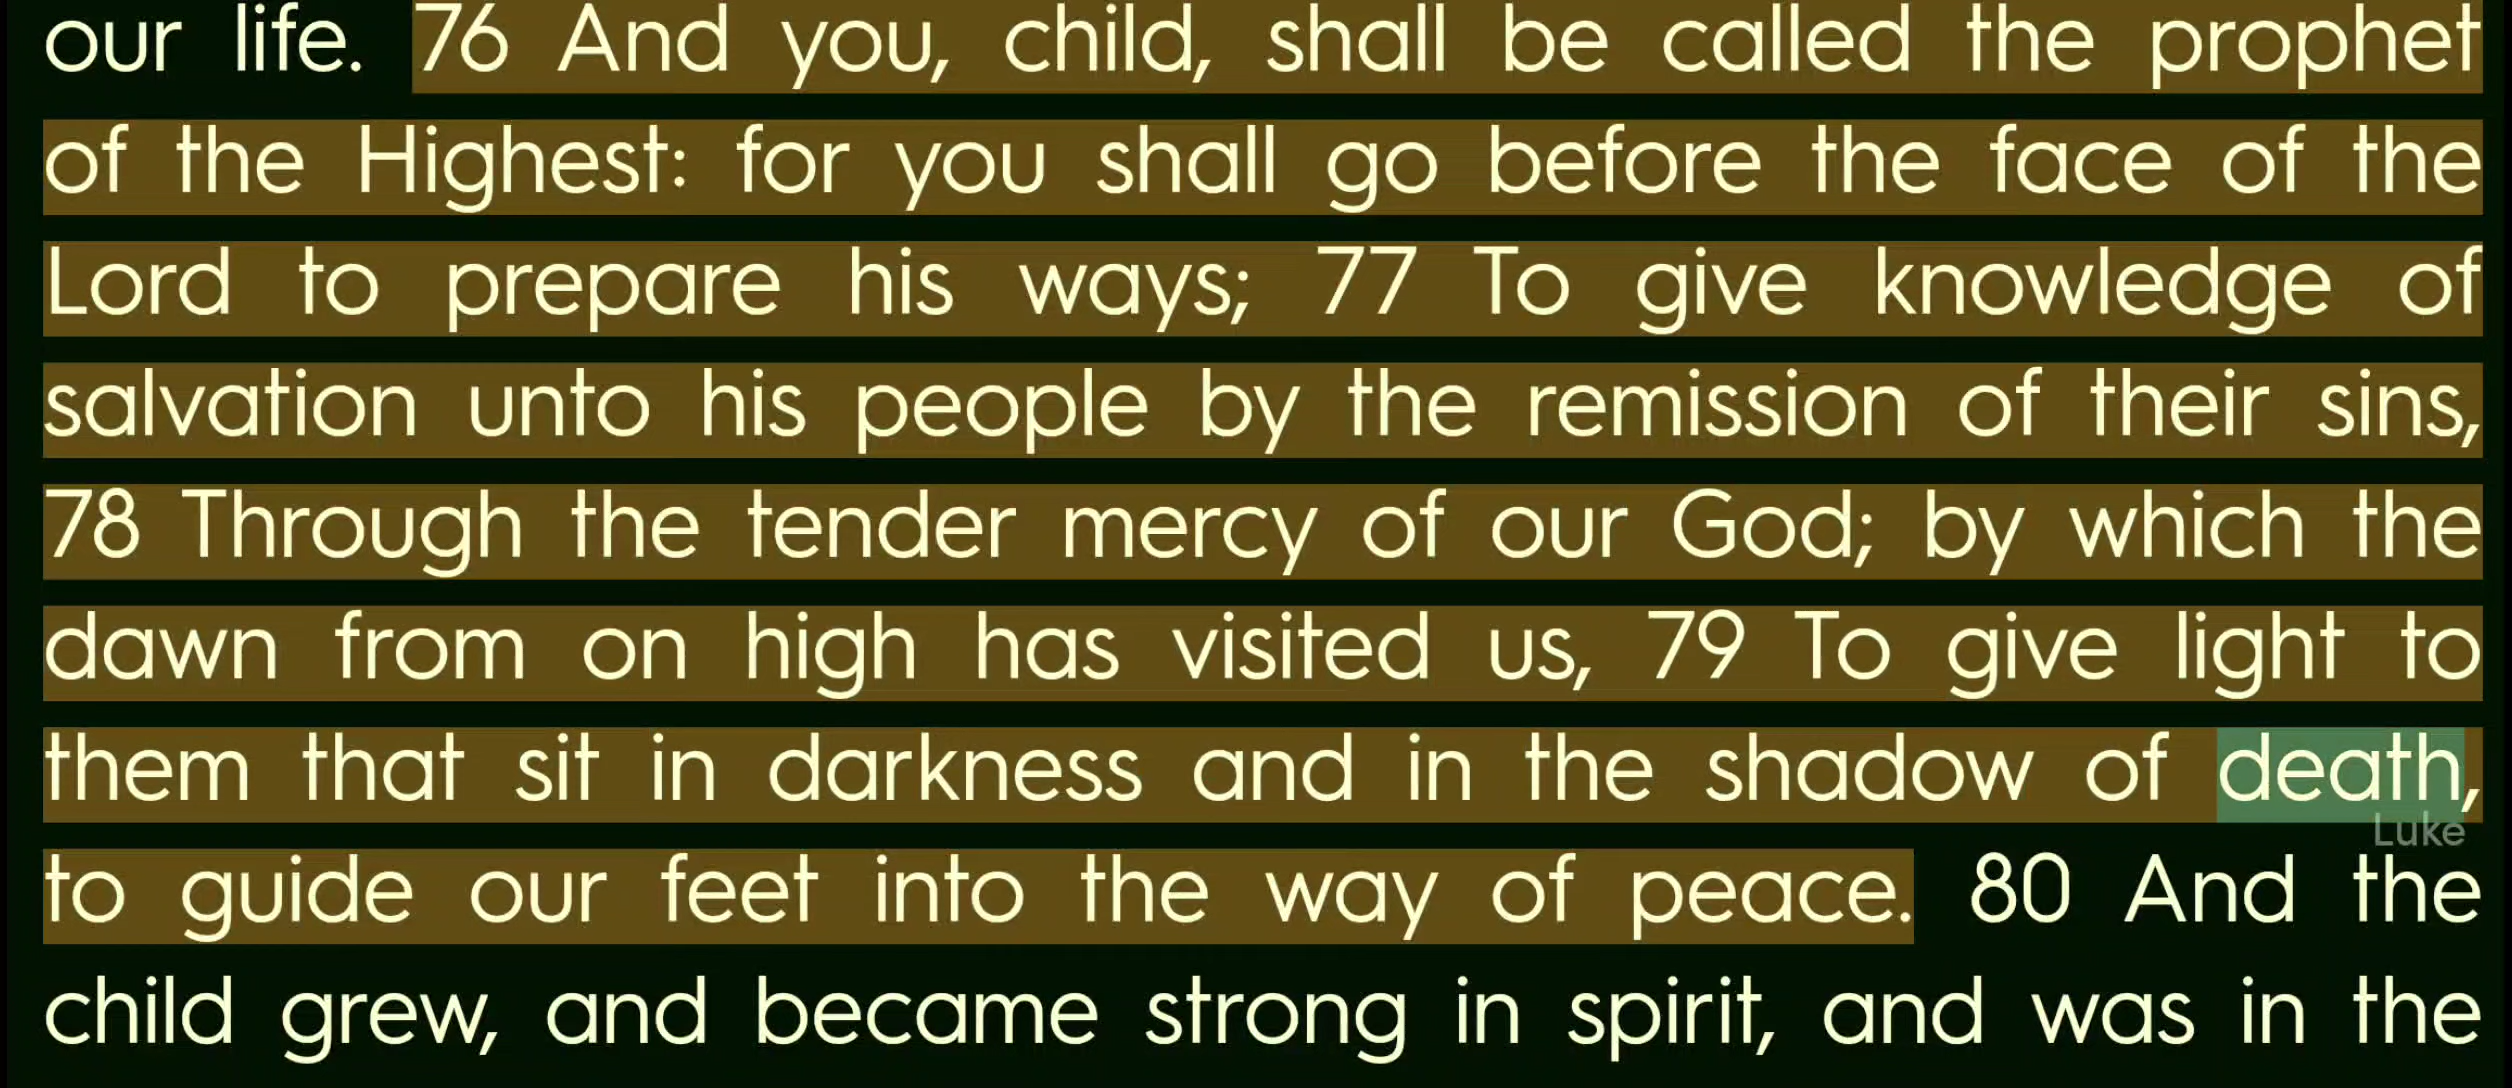 our life. 76 And you, child, shall be called the prophet
of the Highest: for you shall go before the face of the
Lord to prepare his ways; 77 To give knowledge of
salvation unto his people by the remission of their sins,
78 Through the tender mercy of our God; by which the
dawn from on high has visited us, 79 To give light to
them that sit in darkness and in the shadow of death,
Luke
to guide our feet into the way of peace. 80 And the
child grew, and became strong in spirit, and was in the